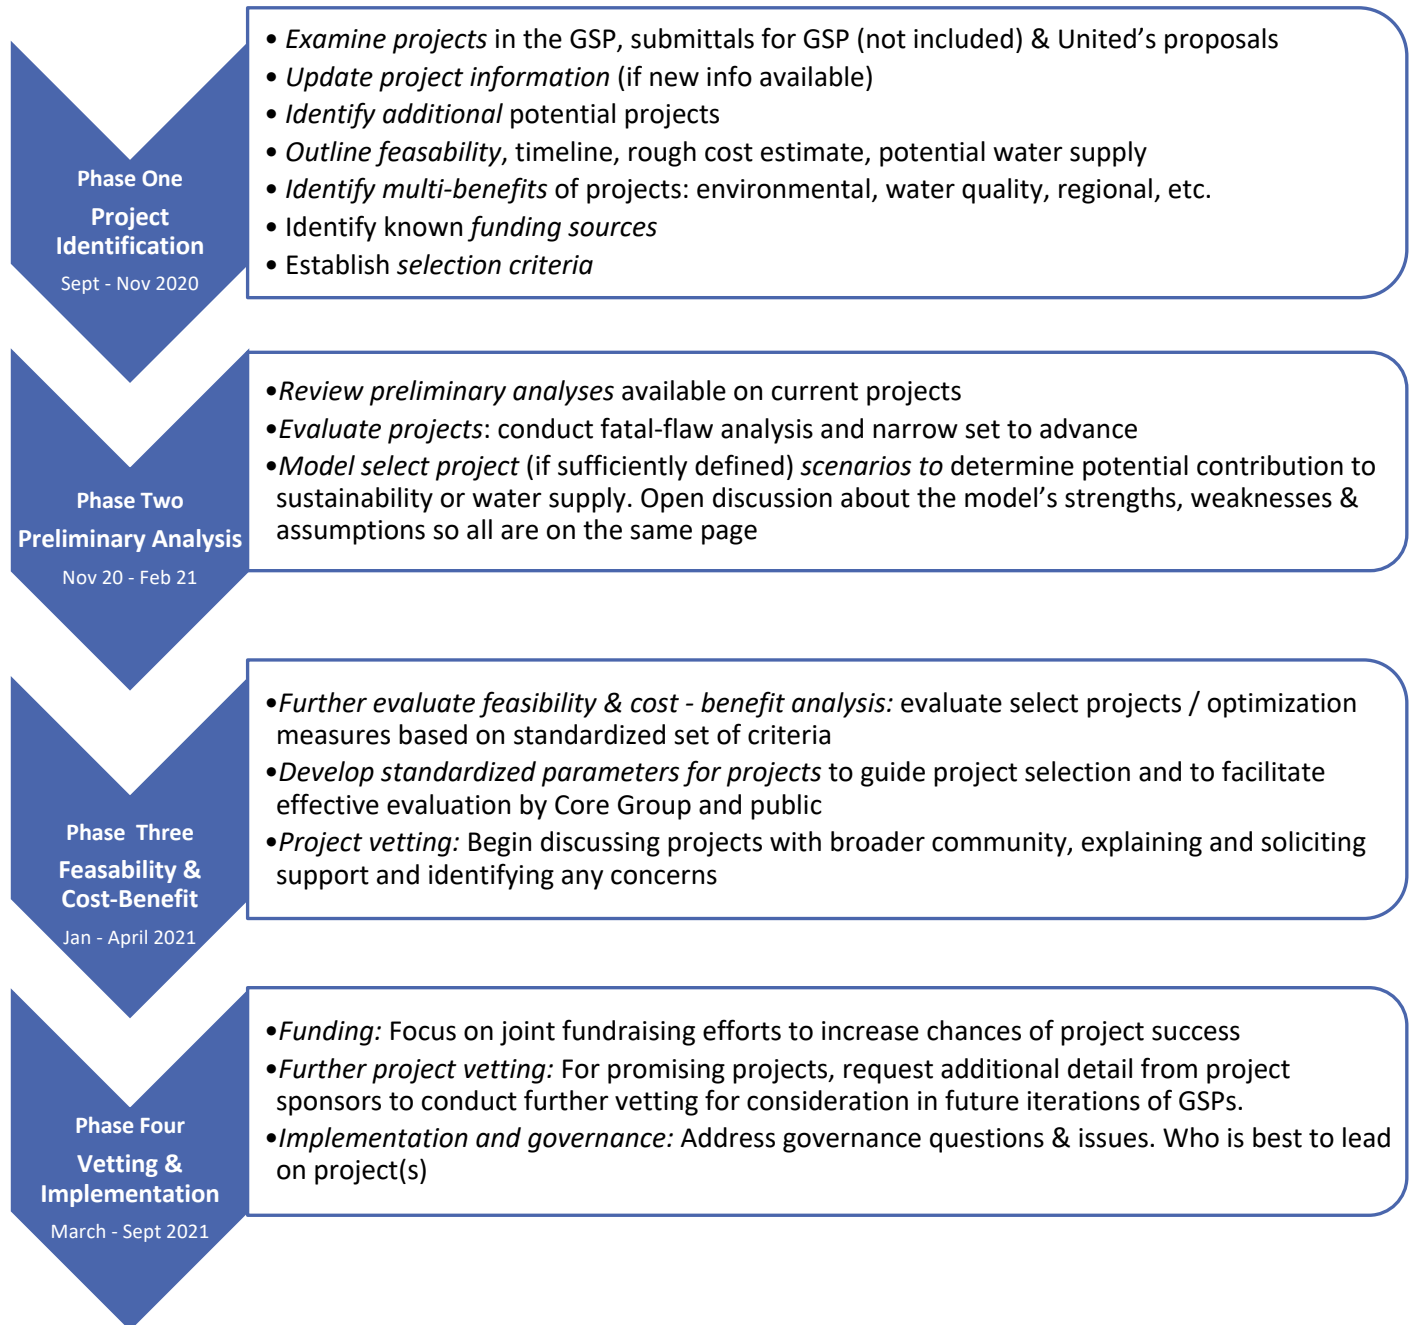 Phase One
Project
Identification
Sept - Nov 2020
• Examine projects in the GSP, submittals for GSP (not included) & United's proposals
• Update project information (if new info available)
• Identify additional potential projects
• Outline feasability, timeline, rough cost estimate, potential water supply
• Identify multi-benefits of projects: environmental, water quality, regional, etc.
• Identify known funding sources
• Establish selection criteria
Phase Two
Preliminary Analysis
Nov 20 - Feb 21
•Review preliminary analyses available on current projects
•Evaluate projects: conduct fatal-flaw analysis and narrow set to advance
•Model select project (if sufficiently defined) scenarios to determine potential contribution to
sustainability or water supply. Open discussion about the model's strengths, weaknesses &
assumptions so all are on the same page
Phase  Three
Feasability &
Cost-Benefit
Jan - April 2021
•Further evaluate feasibility & cost - benefit analysis: evaluate select projects / optimization
measures based on standardized set of criteria
•Develop standardized parameters for projects to guide project selection and to facilitate
effective evaluation by Core Group and public
•Project vetting: Begin discussing projects with broader community, explaining and soliciting
support and identifying any concerns
Phase Four
Vetting &
Implementation
March - Sept 2021
•Funding: Focus on joint fundraising efforts to increase chances of project success
•Further project vetting: For promising projects, request additional detail from project
sponsors to conduct further vetting for consideration in future iterations of GSPs.
•Implementation and governance: Address governance questions & issues. Who is best to lead
on project(s)